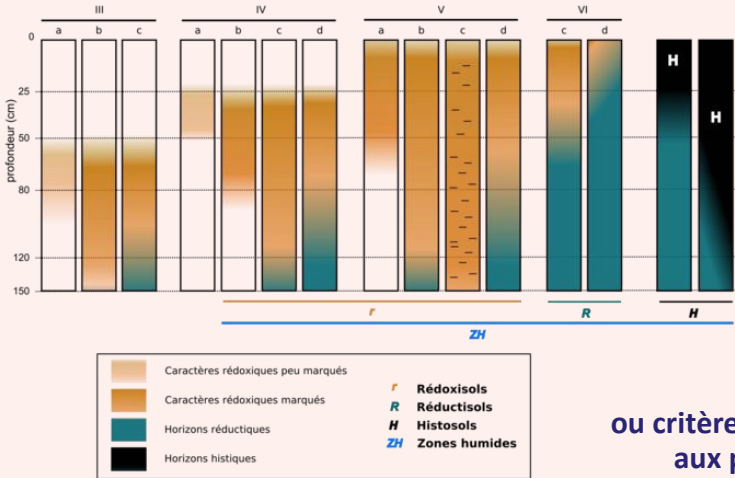 III IV V VI
a b c a b c d a b c d c d
0
25
50
80
120
150
profondeur (cm)
H
H
r R H
ZH
Caractères rédoxiques peu marqués
Caractères rédoxiques marqués
Horizons réductiques
Horizons histiques
r Rédoxisols
R Réductisols
H Histosols
ZH Zones humides
ou critère
aux p